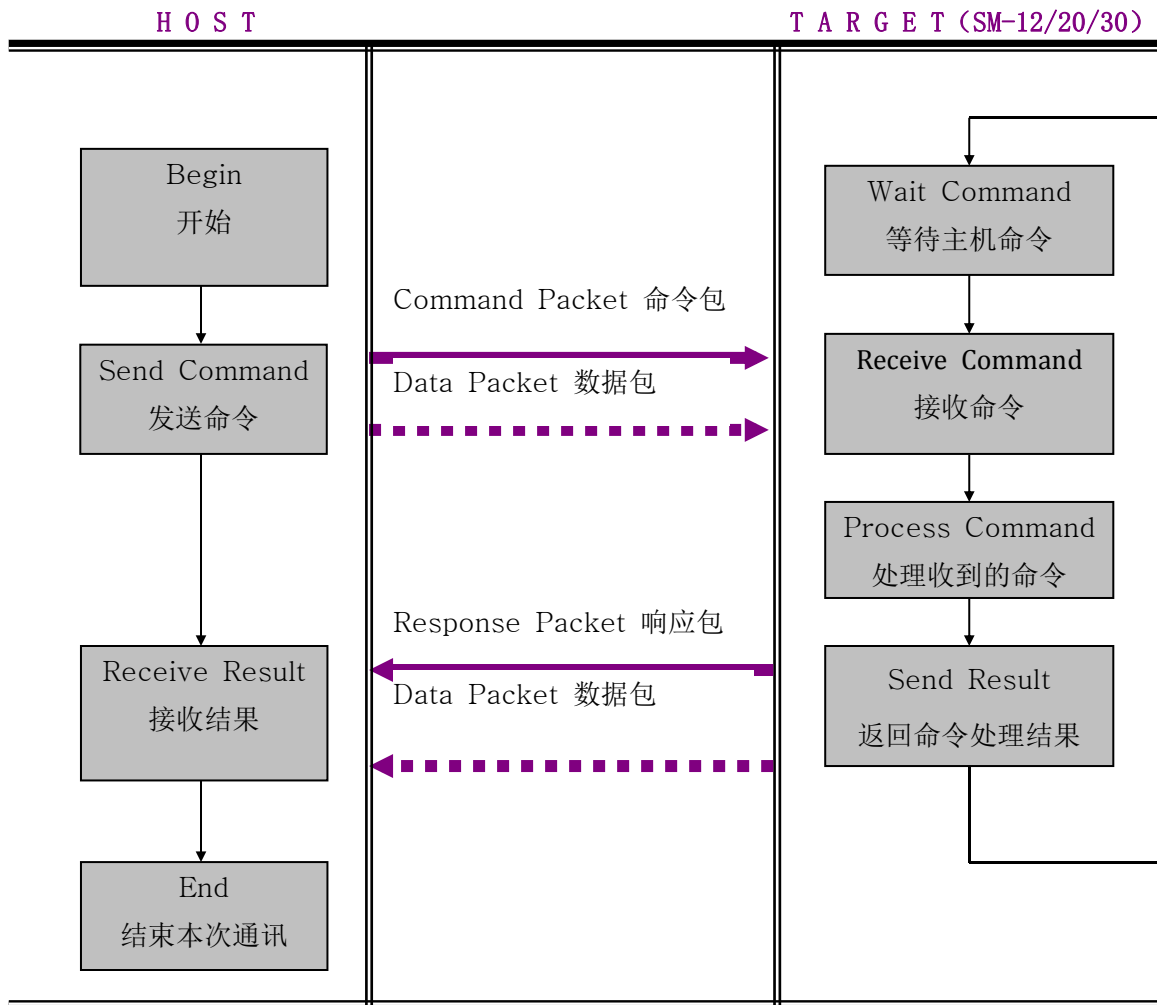 H O S T
T A R G E T (SM-12/20/30)
Begin
开始
Send Command
发送命令
Receive Result
接收结果
End
结束本次通讯
Command Packet 命令包
Data Packet 数据包
Response Packet 响应包
Data Packet 数据包
Wait Command
等待主机命令
Receive Command
接收命令
Process Command
处理收到的命令
Send Result
返回命令处理结果